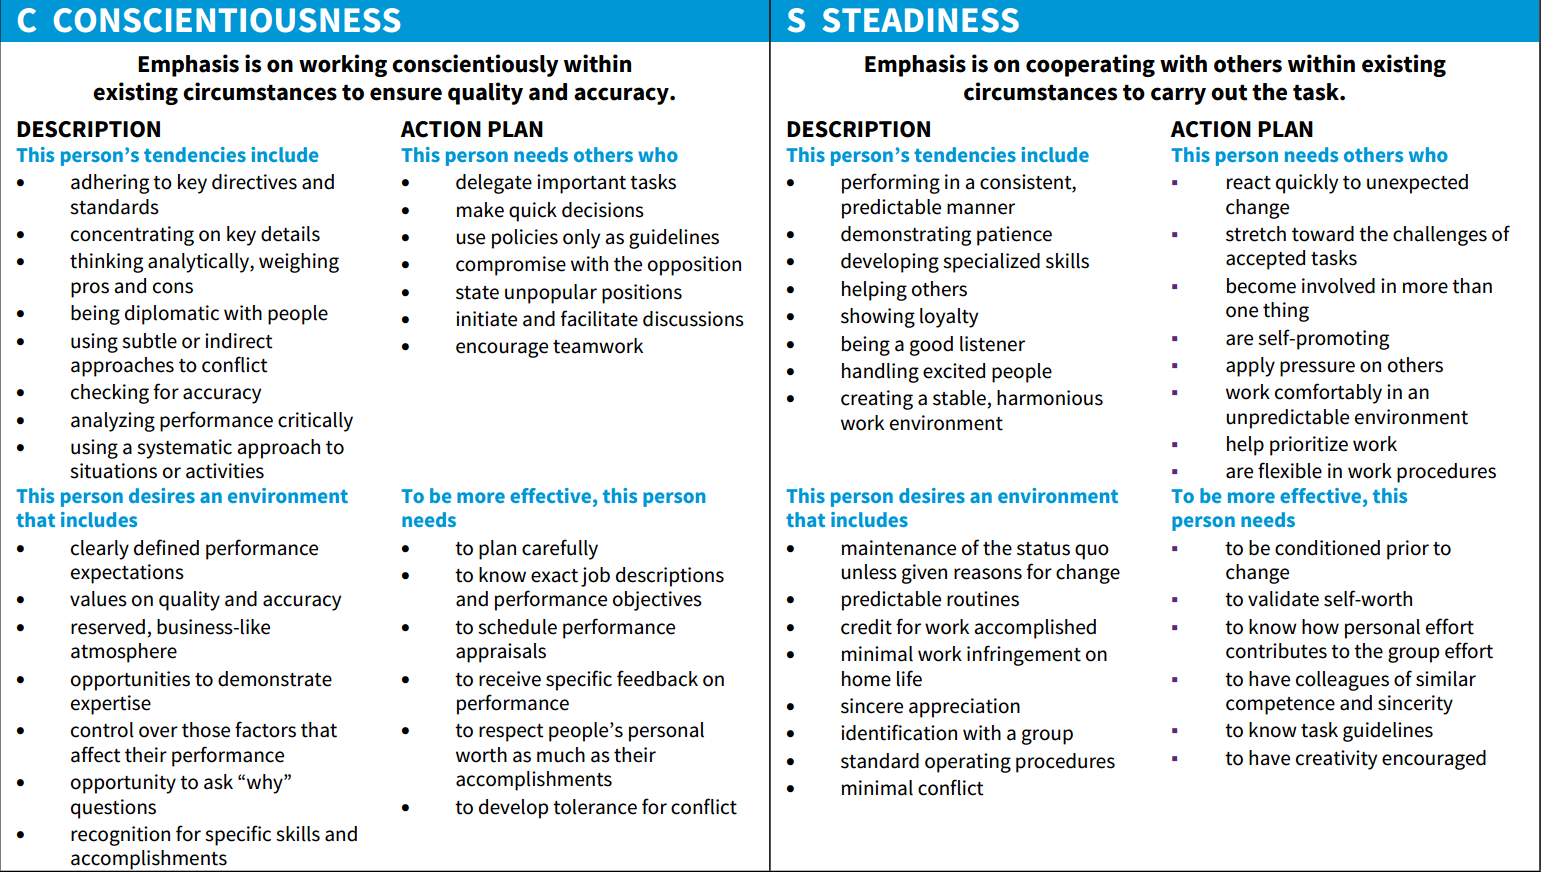 C CONSCIENTIOUSNESS
Emphasis is on working conscientiously within
existing circumstances to ensure quality and accuracy.
DESCRIPTION
This person’s tendencies include
• adhering to key directives and
standards
• concentrating on key details
• thinking analytically, weighing
pros and cons
• being diplomatic with people
• using subtle or indirect
approaches to conflict
• checking for accuracy
• analyzing performance critically
• using a systematic approach to
situations or activities
ACTION PLAN
This person needs others who
• delegate important tasks
• make quick decisions
• use policies only as guidelines
• compromise with the opposition
• state unpopular positions
• initiate and facilitate discussions
• encourage teamwork
This person desires an environment
that includes
• clearly defined performance
expectations
• values on quality and accuracy
• reserved, business-like
atmosphere
• opportunities to demonstrate
expertise
• control over those factors that
affect their performance
• opportunity to ask “why”
questions
• recognition for specific skills and
accomplishments
To be more effective, this person
needs
• to plan carefully
• to know exact job descriptions
and performance objectives
• to schedule performance
appraisals
• to receive specific feedback on
performance
• to respect people’s personal
worth as much as their
accomplishments
• to develop tolerance for conflict
S STEADINESS
Emphasis is on cooperating with others within existing
circumstances to carry out the task.
DESCRIPTION
This person’s tendencies include
• performing in a consistent,
predictable manner
• demonstrating patience
• developing specialized skills
• helping others
• showing loyalty
• being a good listener
• handling excited people
• creating a stable, harmonious
work environment
ACTION PLAN
This person needs others who
▪ react quickly to unexpected
change
▪ stretch toward the challenges of
accepted tasks
▪ become involved in more than
one thing
▪ are self-promoting
▪ apply pressure on others
▪ work comfortably in an
unpredictable environment
▪ help prioritize work
▪ are flexible in work procedures
This person desires an environment
that includes
• maintenance of the status quo
unless given reasons for change
• predictable routines
• credit for work accomplished
• minimal work infringement on
home life
• sincere appreciation
• identification with a group
• standard operating procedures
• minimal conflict
To be more effective, this
person needs
▪ to be conditioned prior to
change
▪ to validate self-worth
▪ to know how personal effort
contributes to the group effort
▪ to have colleagues of similar
competence and sincerity
▪ to know task guidelines
▪ to have creativity encouraged